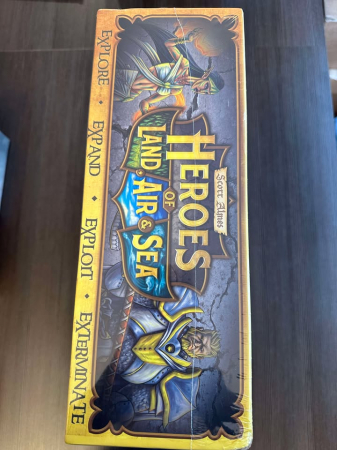 Scott Almes
HEROES
OF
LAND, AIR & SEA
EXPLORE • EXPAND • EXPLOIT • EXTERMINATE